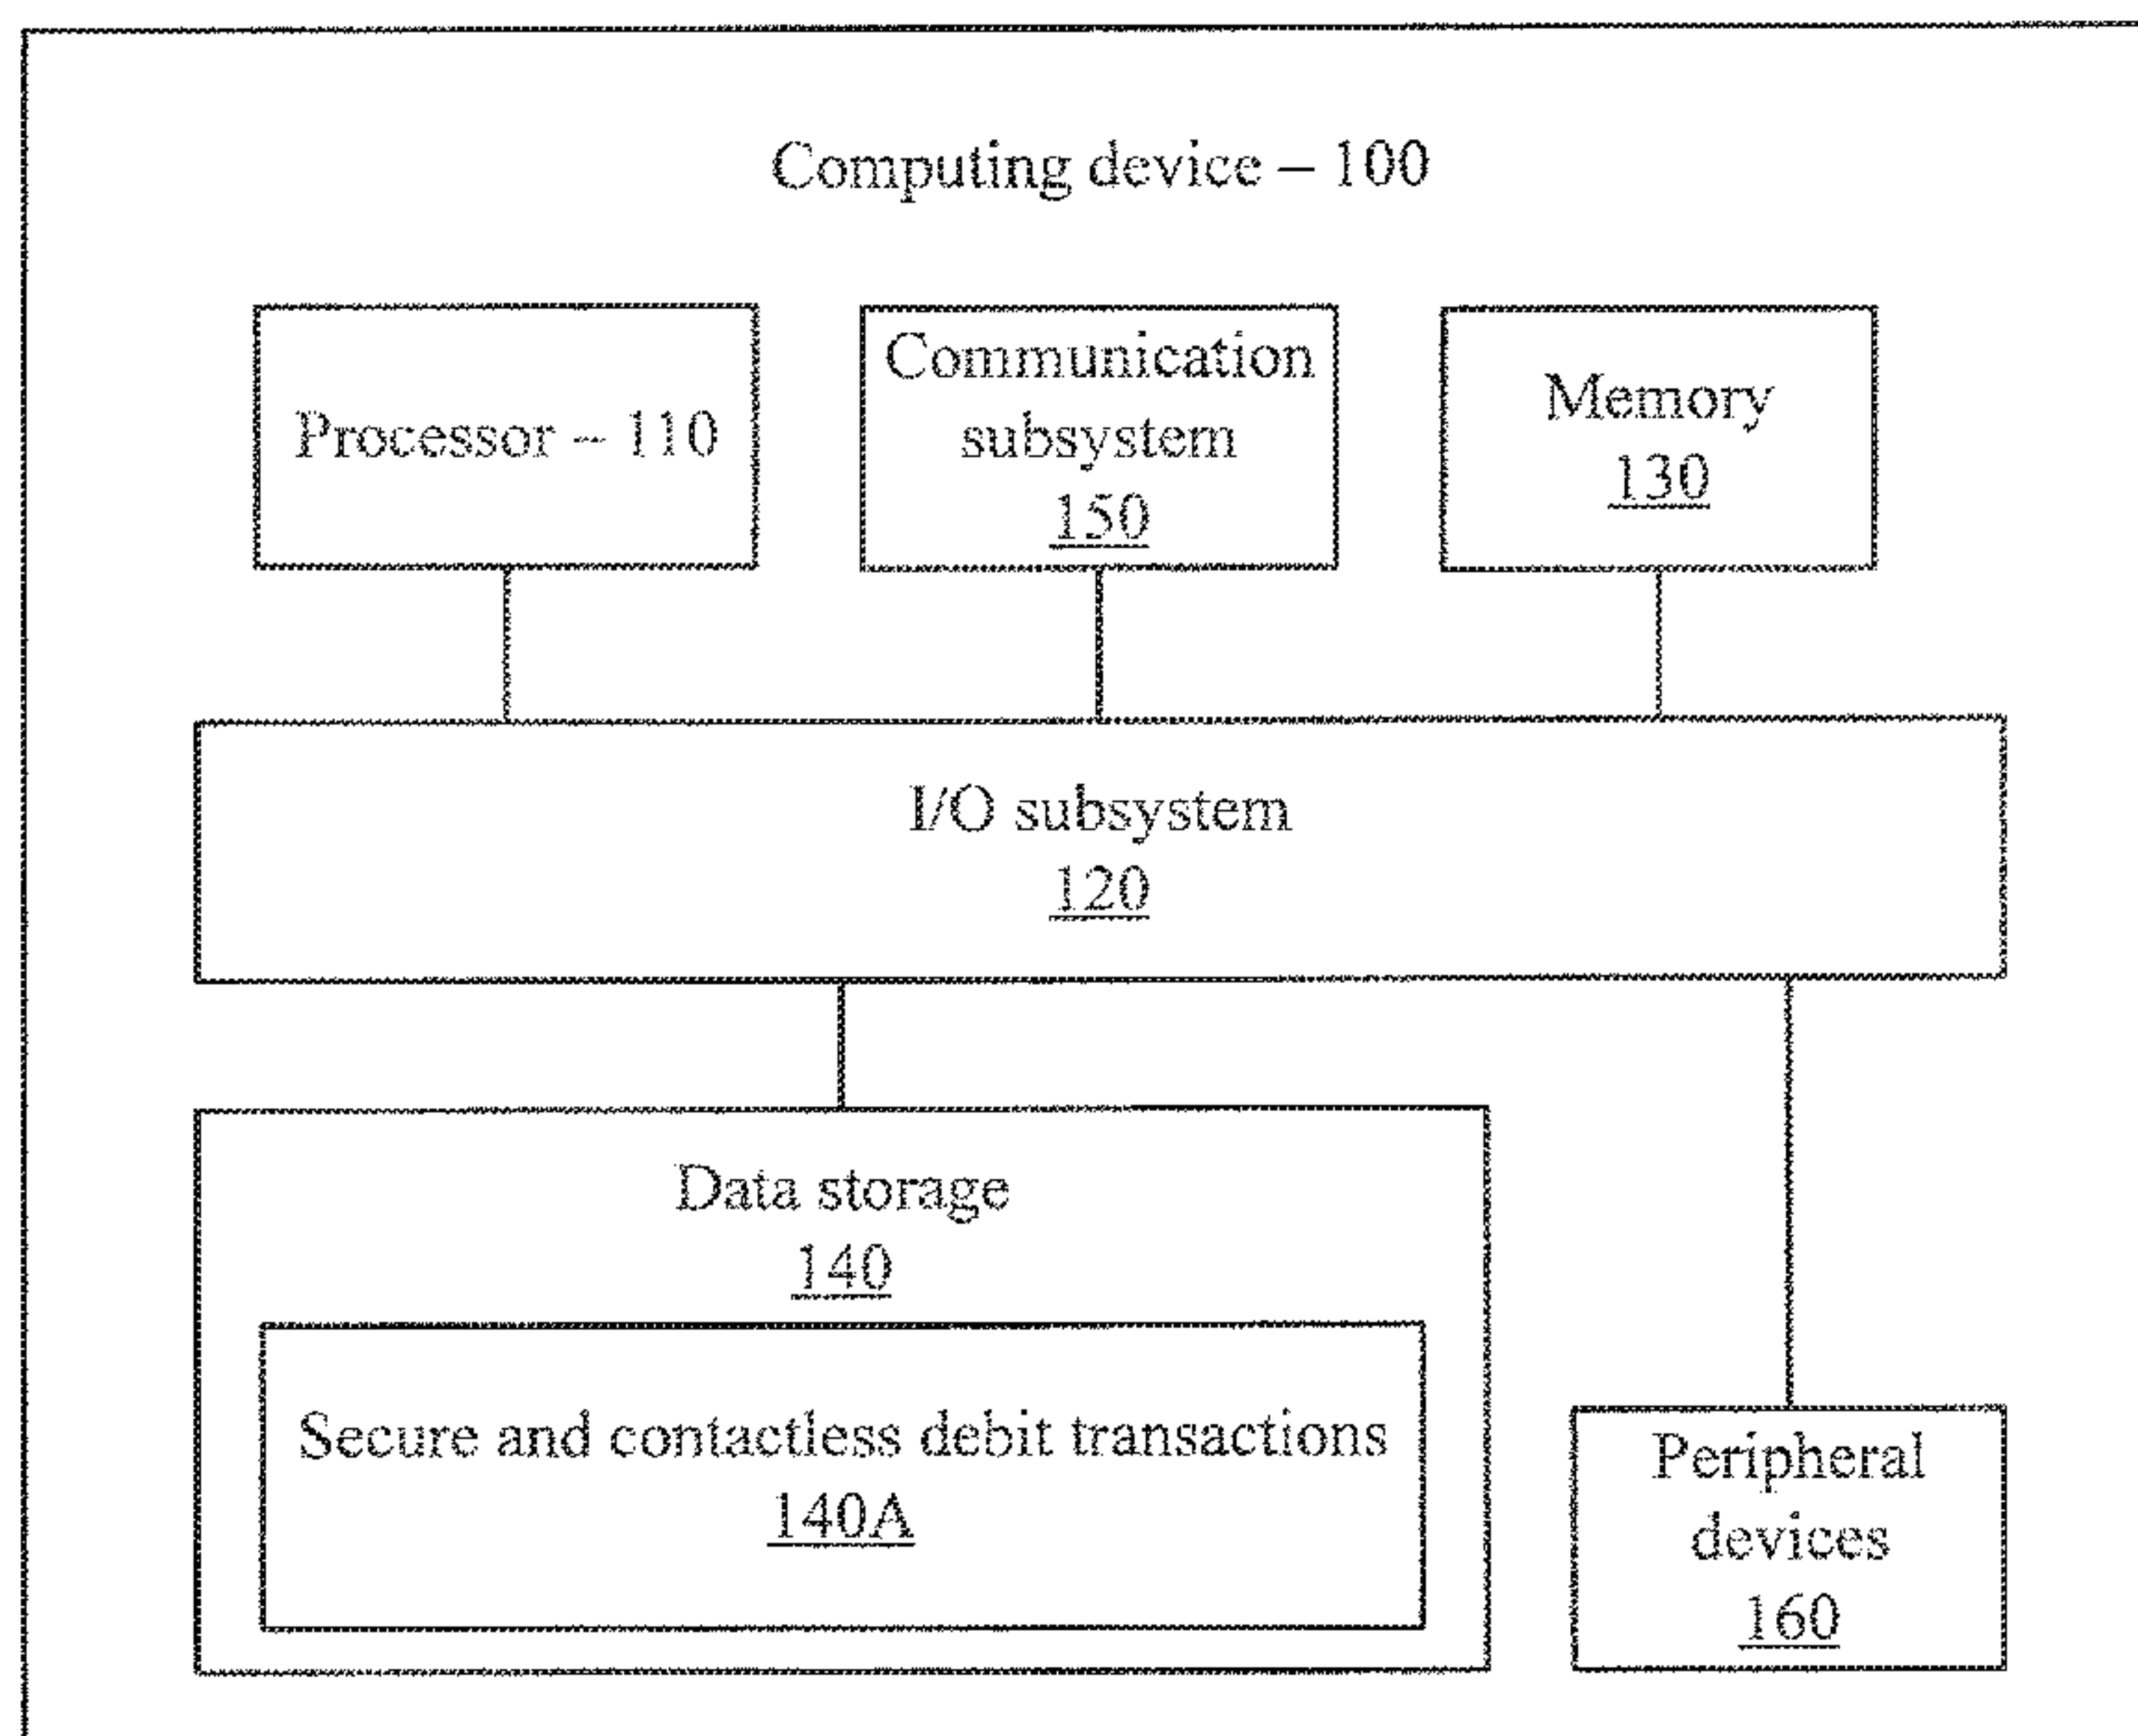 Computing device – 100
Processor – 110
Communication
subsystem
150
Memory
130
I/O subsystem
120
Data storage
140
Secure and contactless debit transactions
140A
Peripheral
devices
160